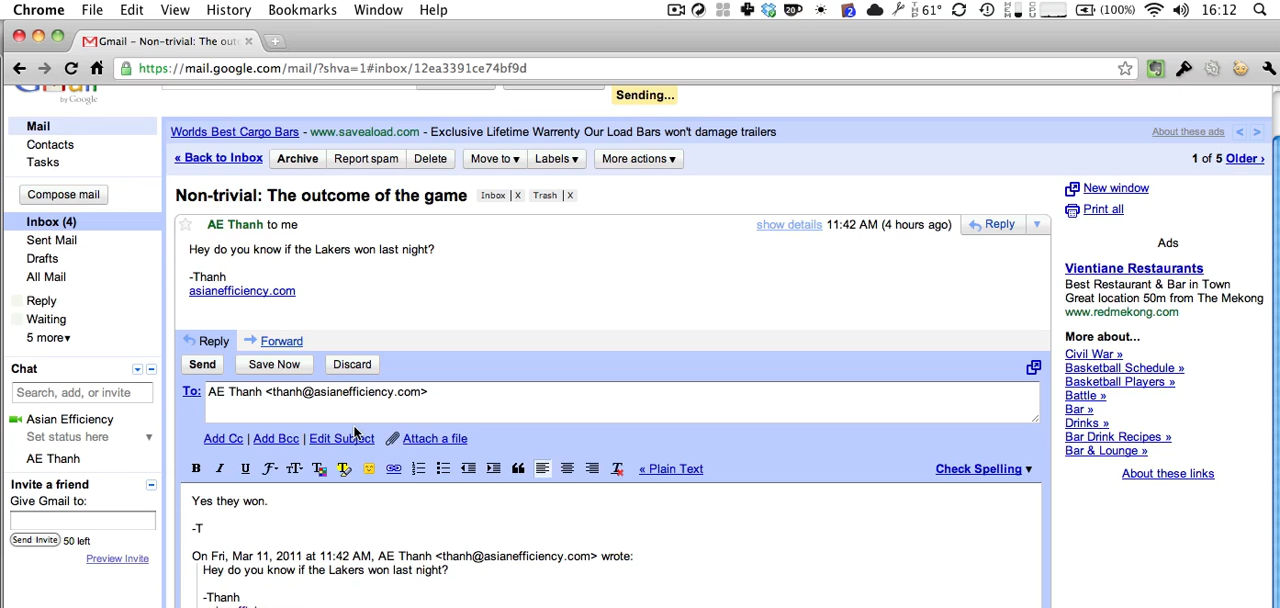 Chrome File Edit View History Bookmarks Window Help 20P 2 61° (100%) 16:12
Gmail – Non-trivial: The out
https://mail.google.com/mail/?shva=1#inbox/12ea3391ce74bf9d
by Google Sending...
Worlds Best Cargo Bars - www.saveaload.com - Exclusive Lifetime Warrenty Our Load Bars won't damage trailers About these ads < >
« Back to Inbox Archive Report spam Delete Move to ▾ Labels ▾ More actions ▾ 1 of 5 Older ›
Non-trivial: The outcome of the game Inbox | X Trash | X
AE Thanh to me show details 11:42 AM (4 hours ago) Reply
Hey do you know if the Lakers won last night?
-Thanh
asianefficiency.com
Reply Forward
Send Save Now Discard
To: AE Thanh <thanh@asianefficiency.com>
Add Cc | Add Bcc | Edit Subject Attach a file
B I U « Plain Text Check Spelling ▾
Yes they won.
-T
On Fri, Mar 11, 2011 at 11:42 AM, AE Thanh <thanh@asianefficiency.com> wrote:
Hey do you know if the Lakers won last night?
-Thanh
Mail
Contacts
Tasks
Compose mail
Inbox (4)
Sent Mail
Drafts
All Mail
Reply
Waiting
5 more▾
Chat
Search, add, or invite
Asian Efficiency
Set status here
AE Thanh
Invite a friend
Give Gmail to:
Send Invite 50 left
Preview Invite
New window
Print all
Ads
Vientiane Restaurants
Best Restaurant & Bar in Town
Great location 50m from The Mekong
www.redmekong.com
More about...
Civil War »
Basketball Schedule »
Basketball Players »
Battle »
Bar »
Drinks »
Bar Drink Recipes »
Bar & Lounge »
About these links